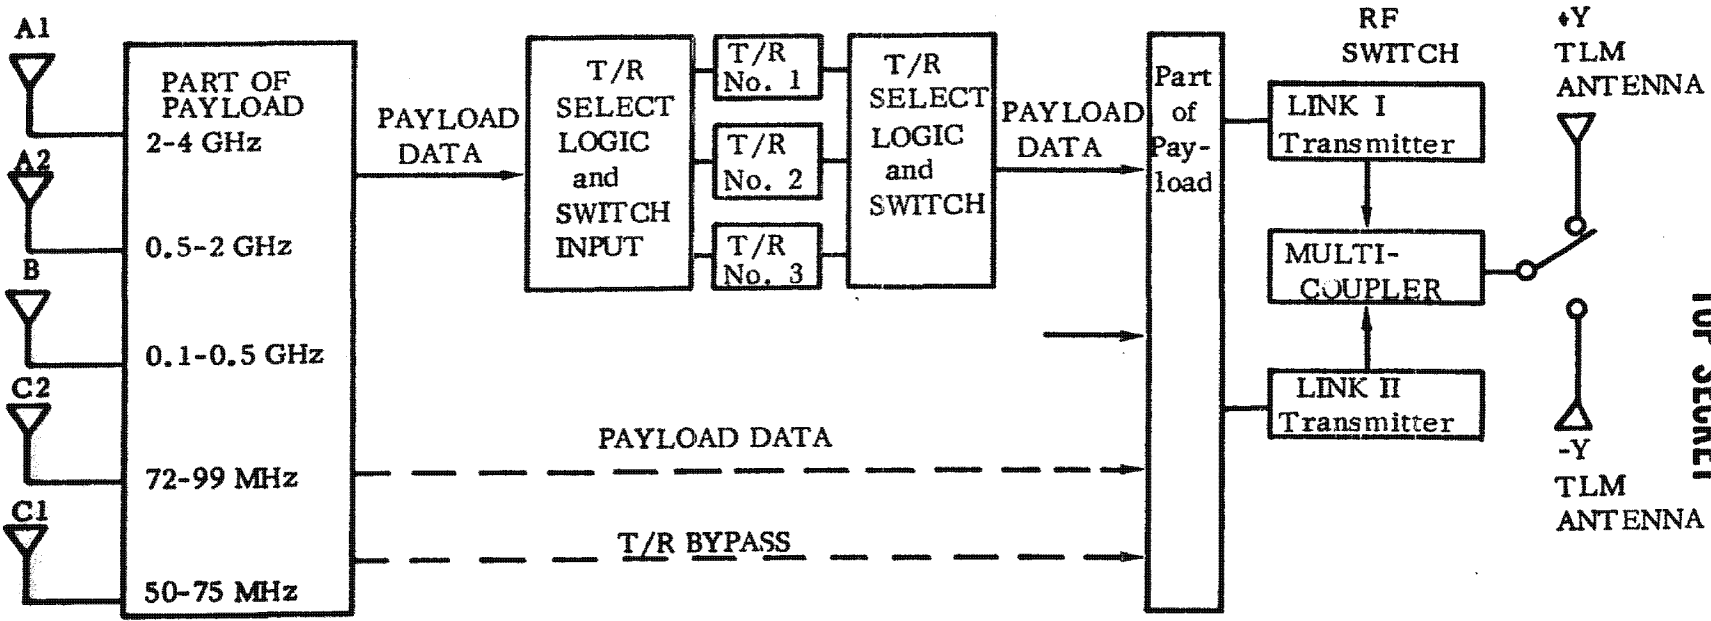 A1
A2
B
C2
C1
PART OF
PAYLOAD
2-4 GHz
0.5-2 GHz
0.1-0.5 GHz
72-99 MHz
50-75 MHz
PAYLOAD
DATA
T/R
SELECT
LOGIC
and
SWITCH
INPUT
T/R
No. 1
T/R
No. 2
T/R
No. 3
T/R
SELECT
LOGIC
and
SWITCH
PAYLOAD
DATA
PAYLOAD DATA
T/R BYPASS
Part
of
Pay-
load
RF
SWITCH
LINK I
Transmitter
MULTI-
COUPLER
LINK II
Transmitter
+Y
TLM
ANTENNA
-Y
TLM
ANTENNA
TOP SECRET